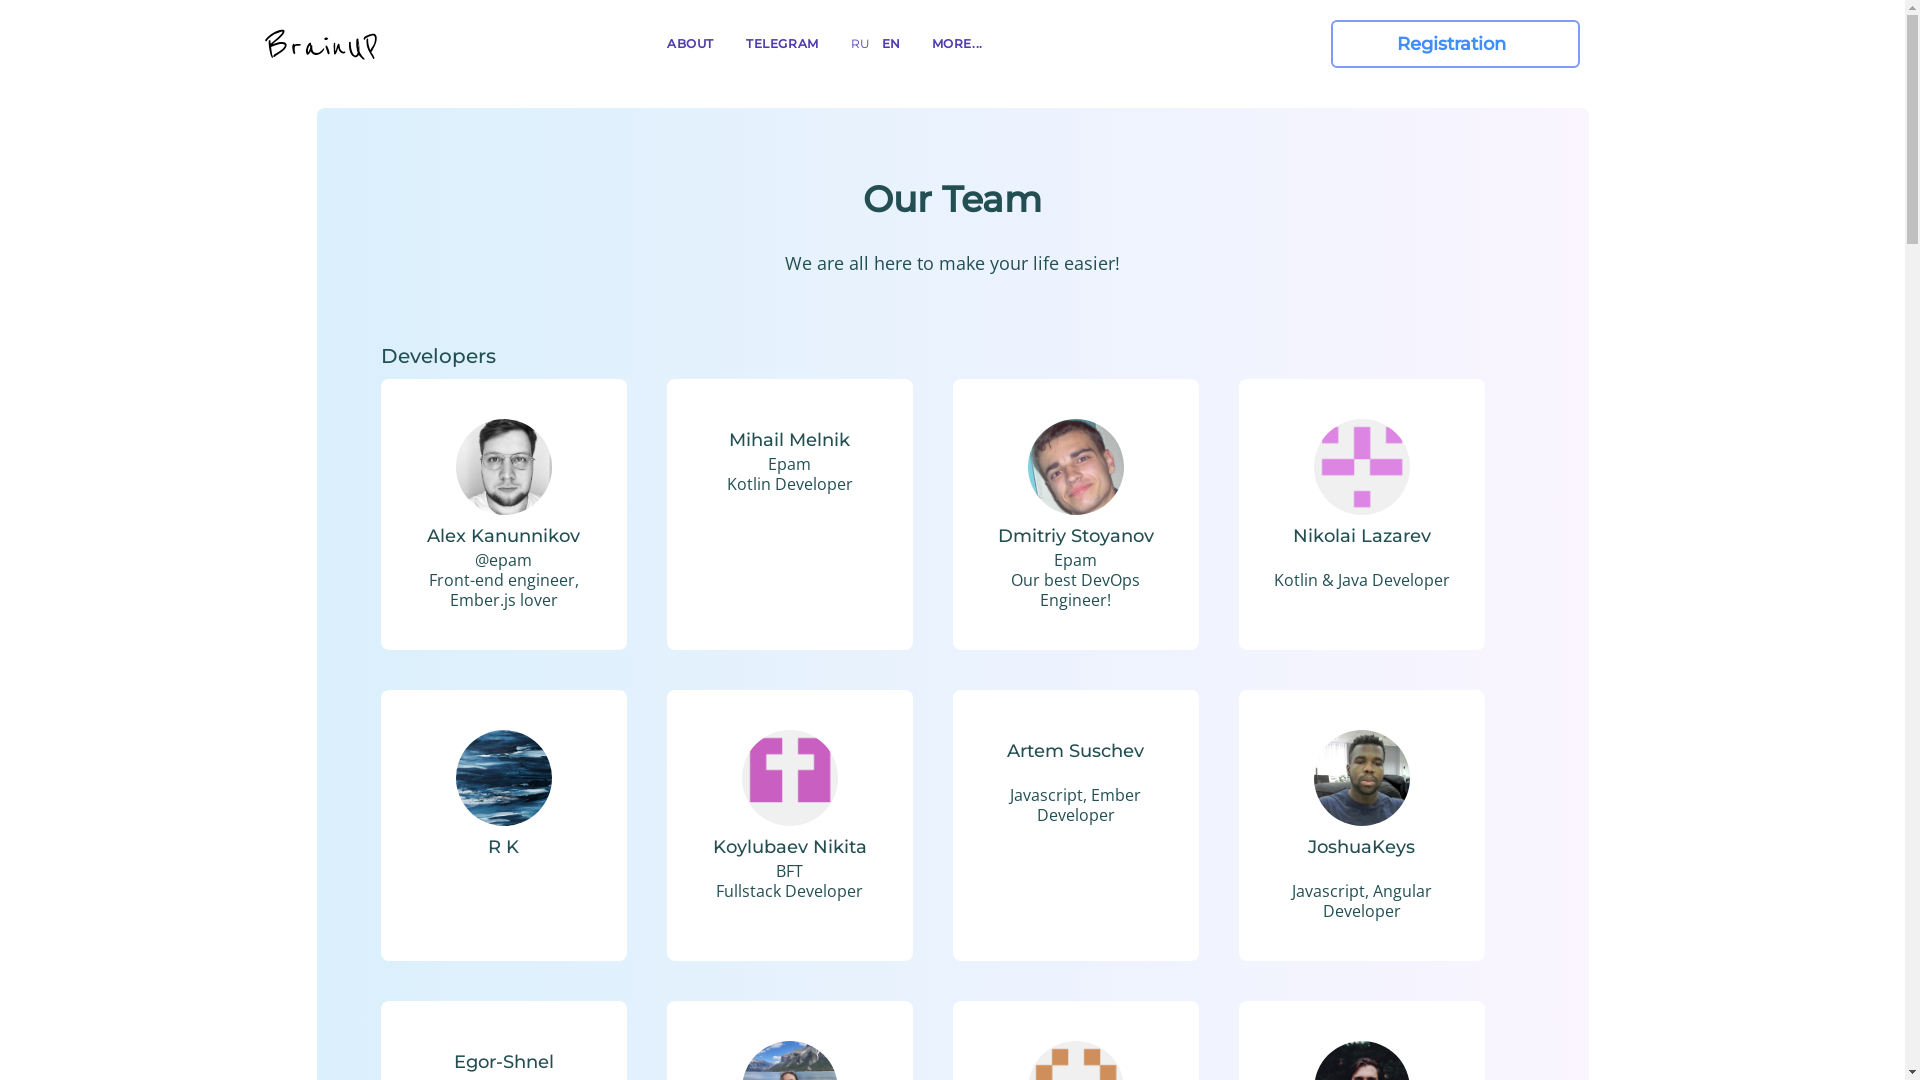 BrainUP
ABOUT
TELEGRAM
RU
EN
MORE...
Registration
Our Team
We are all here to make your life easier!
Developers
Alex Kanunnikov
@epam
Front-end engineer,
Ember.js lover
Mihail Melnik
Epam
Kotlin Developer
Dmitriy Stoyanov
Epam
Our best DevOps
Engineer!
Nikolai Lazarev
Kotlin & Java Developer
R K
Koylubaev Nikita
BFT
Fullstack Developer
Artem Suschev
Javascript, Ember
Developer
JoshuaKeys
Javascript, Angular
Developer
Egor-Shnel